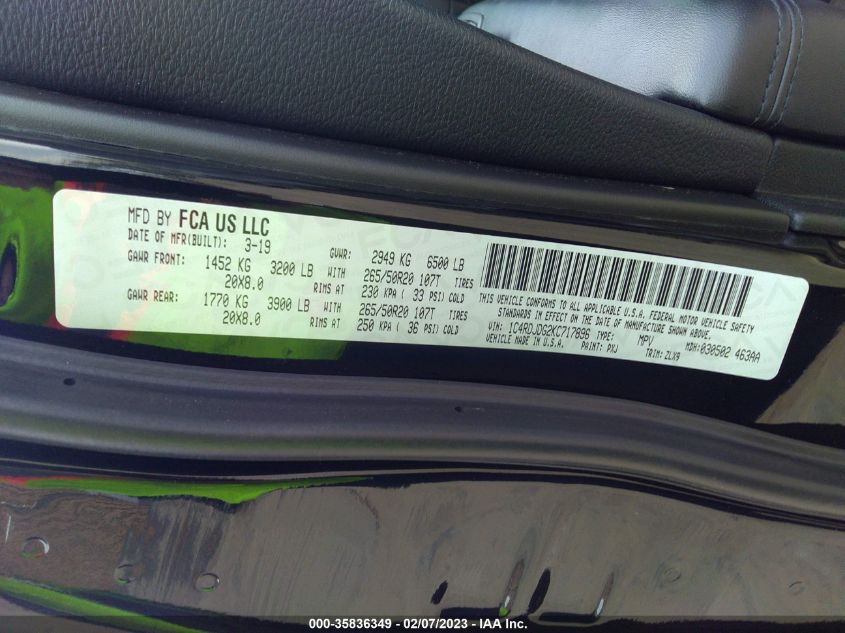 MFD BY FCA US LLC
DATE OF MFR(BUILT): 3-19 GVWR: 2949 KG 6500 LB
GAWR FRONT: 1452 KG 3200 LB WITH 265/50R20 107T TIRES
20X8.0 RIMS AT 230 KPA ( 33 PSI) COLD
GAWR REAR: 1770 KG 3900 LB WITH 265/50R20 107T TIRES
20X8.0 RIMS AT 250 KPA ( 36 PSI) COLD
THIS VEHICLE CONFORMS TO ALL APPLICABLE U.S.A. FEDERAL MOTOR VEHICLE SAFETY
STANDARDS IN EFFECT ON THE DATE OF MANUFACTURE SHOWN ABOVE.
VIN: 1C4RDJDG2KC717896 TYPE: MPV MDH:030502 463AA
VEHICLE MADE IN U.S.A. PAINT: PXJ TRIM: ZLX9
000-35836349 - 02/07/2023 - IAA Inc.